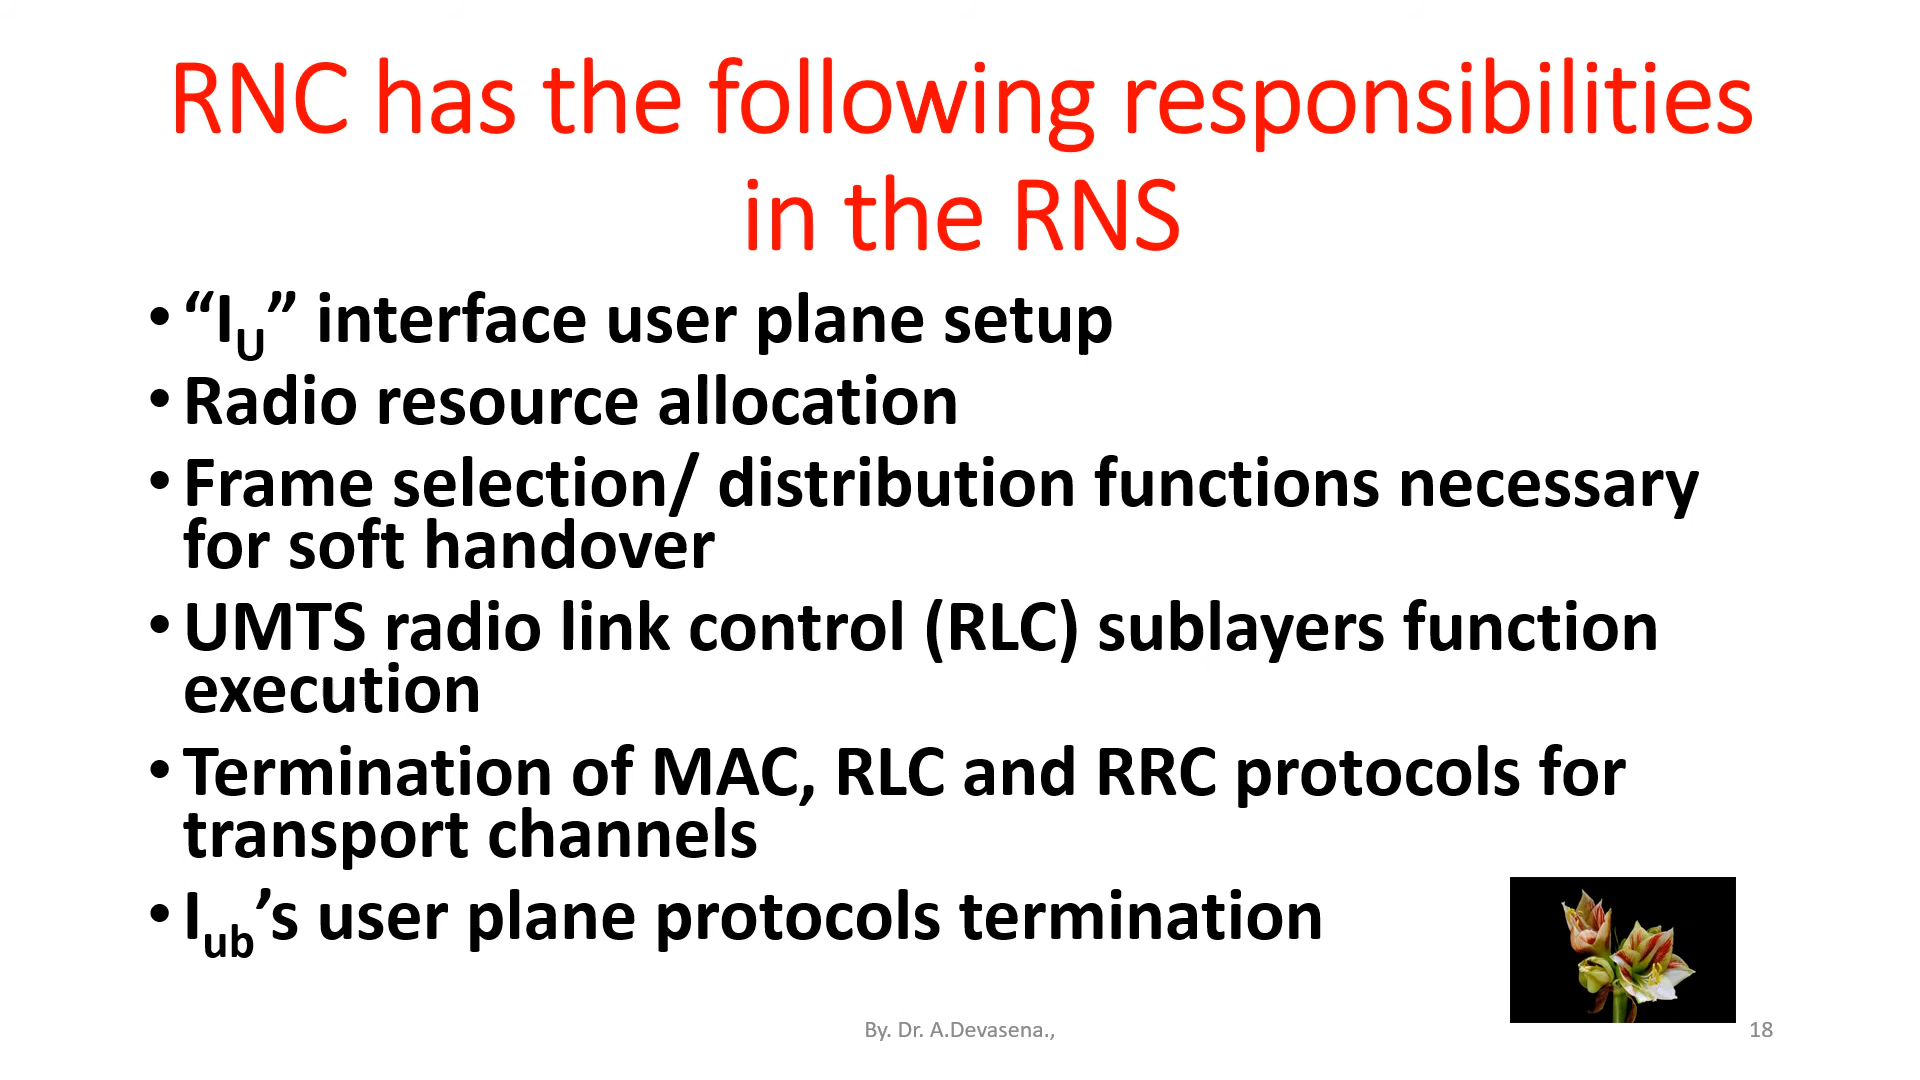 RNC has the following responsibilities
in the RNS
• “IU” interface user plane setup
• Radio resource allocation
• Frame selection/ distribution functions necessary
for soft handover
• UMTS radio link control (RLC) sublayers function
execution
• Termination of MAC, RLC and RRC protocols for
transport channels
• Iub’s user plane protocols termination
By. Dr. A.Devasena.,
18